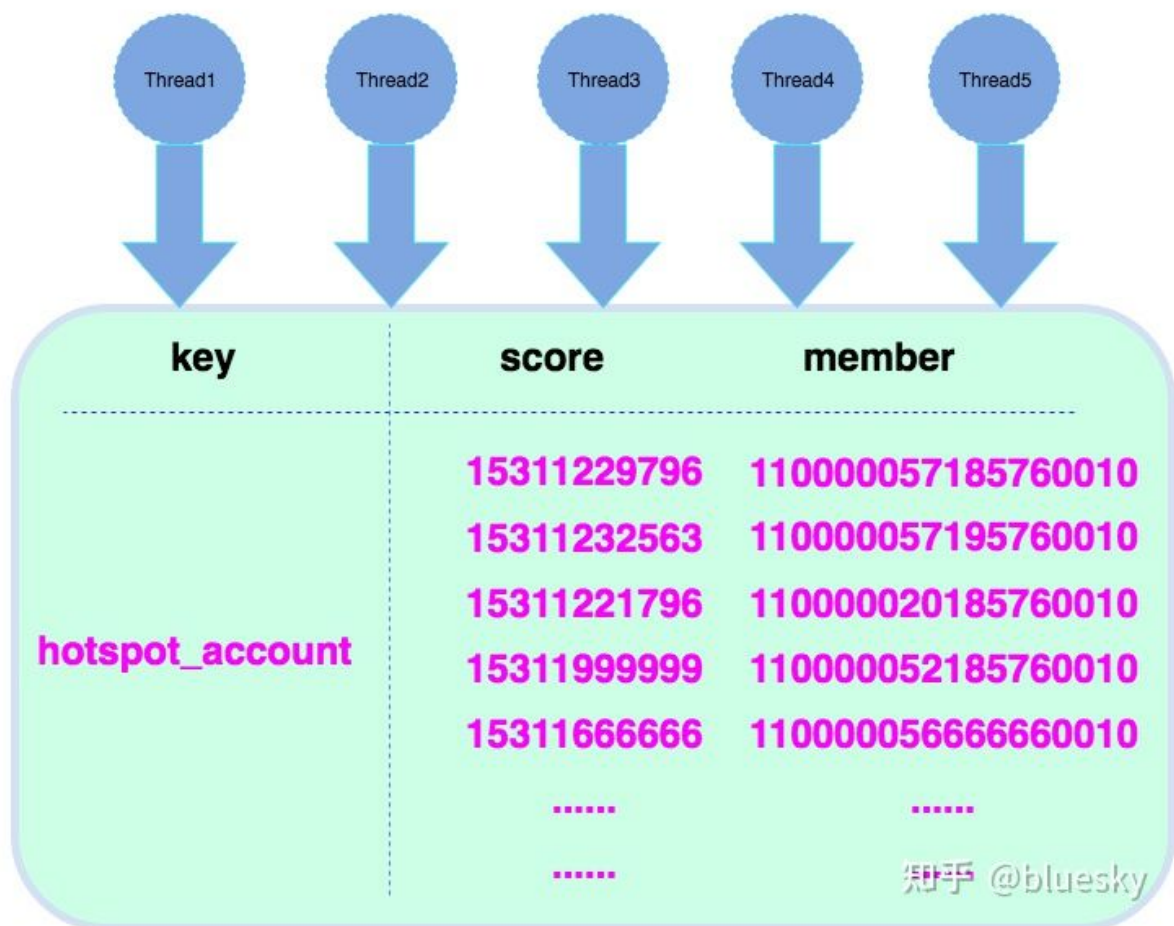 Thread1 Thread2 Thread3 Thread4 Thread5
key score member
15311229796 110000057185760010
15311232563 110000057195760010
15311221796 110000020185760010
hotspot_account
15311999999 110000052185760010
15311666666 110000056666660010
...... ......
...... ......
知乎 @bluesky